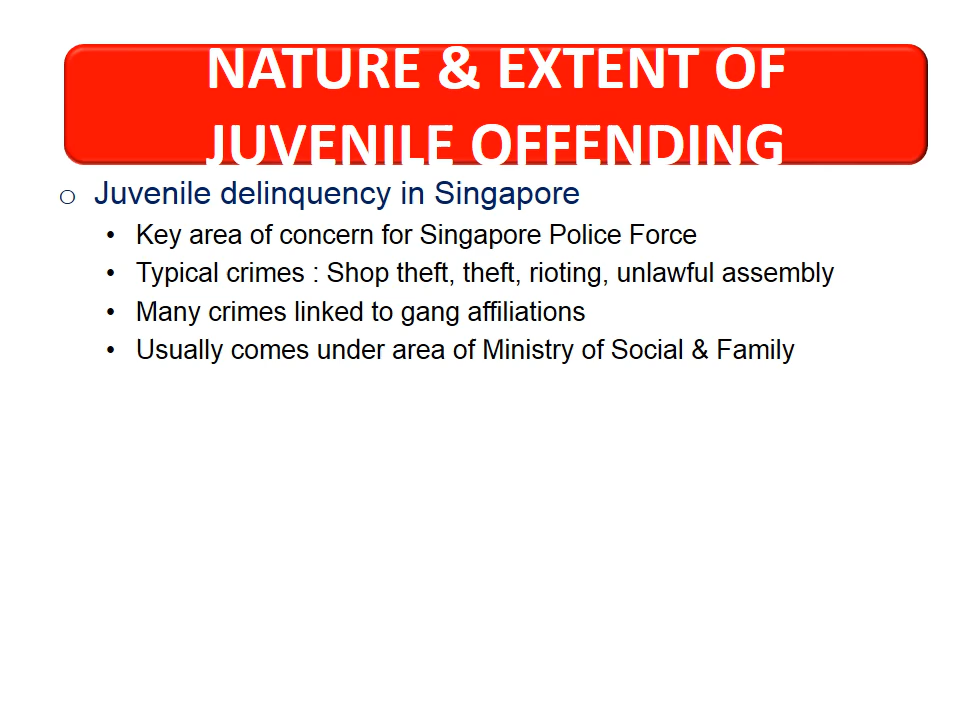 NATURE & EXTENT OF
JUVENILE OFFENDING
o Juvenile delinquency in Singapore
• Key area of concern for Singapore Police Force
• Typical crimes : Shop theft, theft, rioting, unlawful assembly
• Many crimes linked to gang affiliations
• Usually comes under area of Ministry of Social & Family